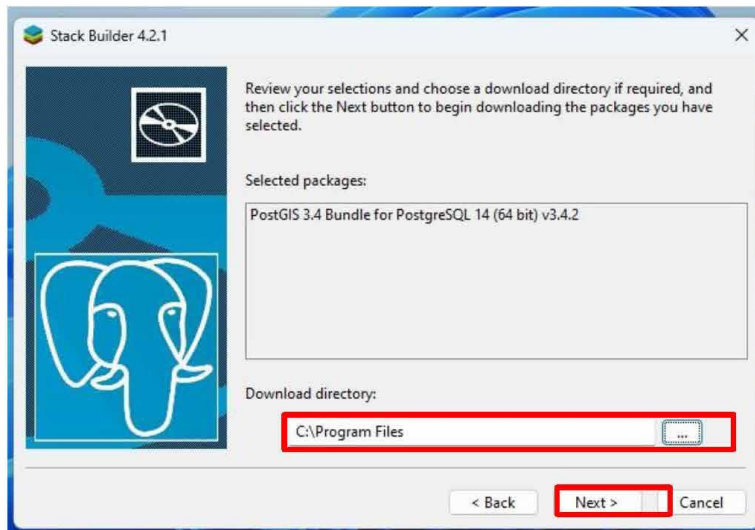 Stack Builder 4.2.1
Review your selections and choose a download directory if required, and
then click the Next button to begin downloading the packages you have
selected.
Selected packages:
PostGIS 3.4 Bundle for PostgreSQL 14 (64 bit) v3.4.2
Download directory:
C:\Program Files
...
< Back
Next >
Cancel